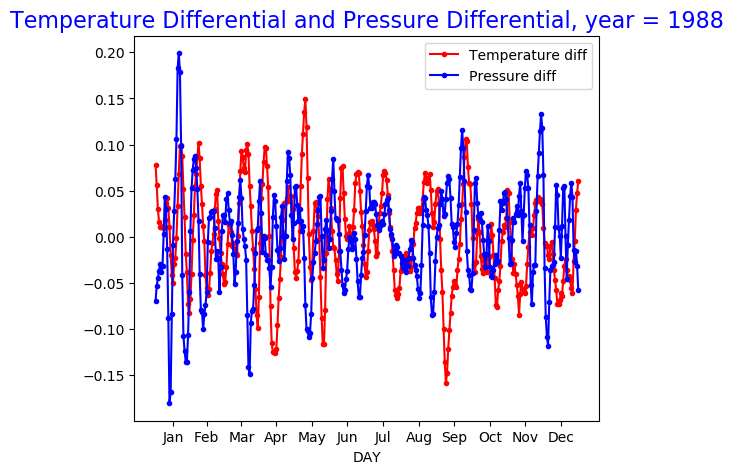 Temperature Differential and Pressure Differential, year = 1988
Temperature diff
Pressure diff
0.20
0.15
0.10
0.05
0.00
−0.05
−0.10
−0.15
Jan Feb Mar Apr May Jun Jul Aug Sep Oct Nov Dec
DAY